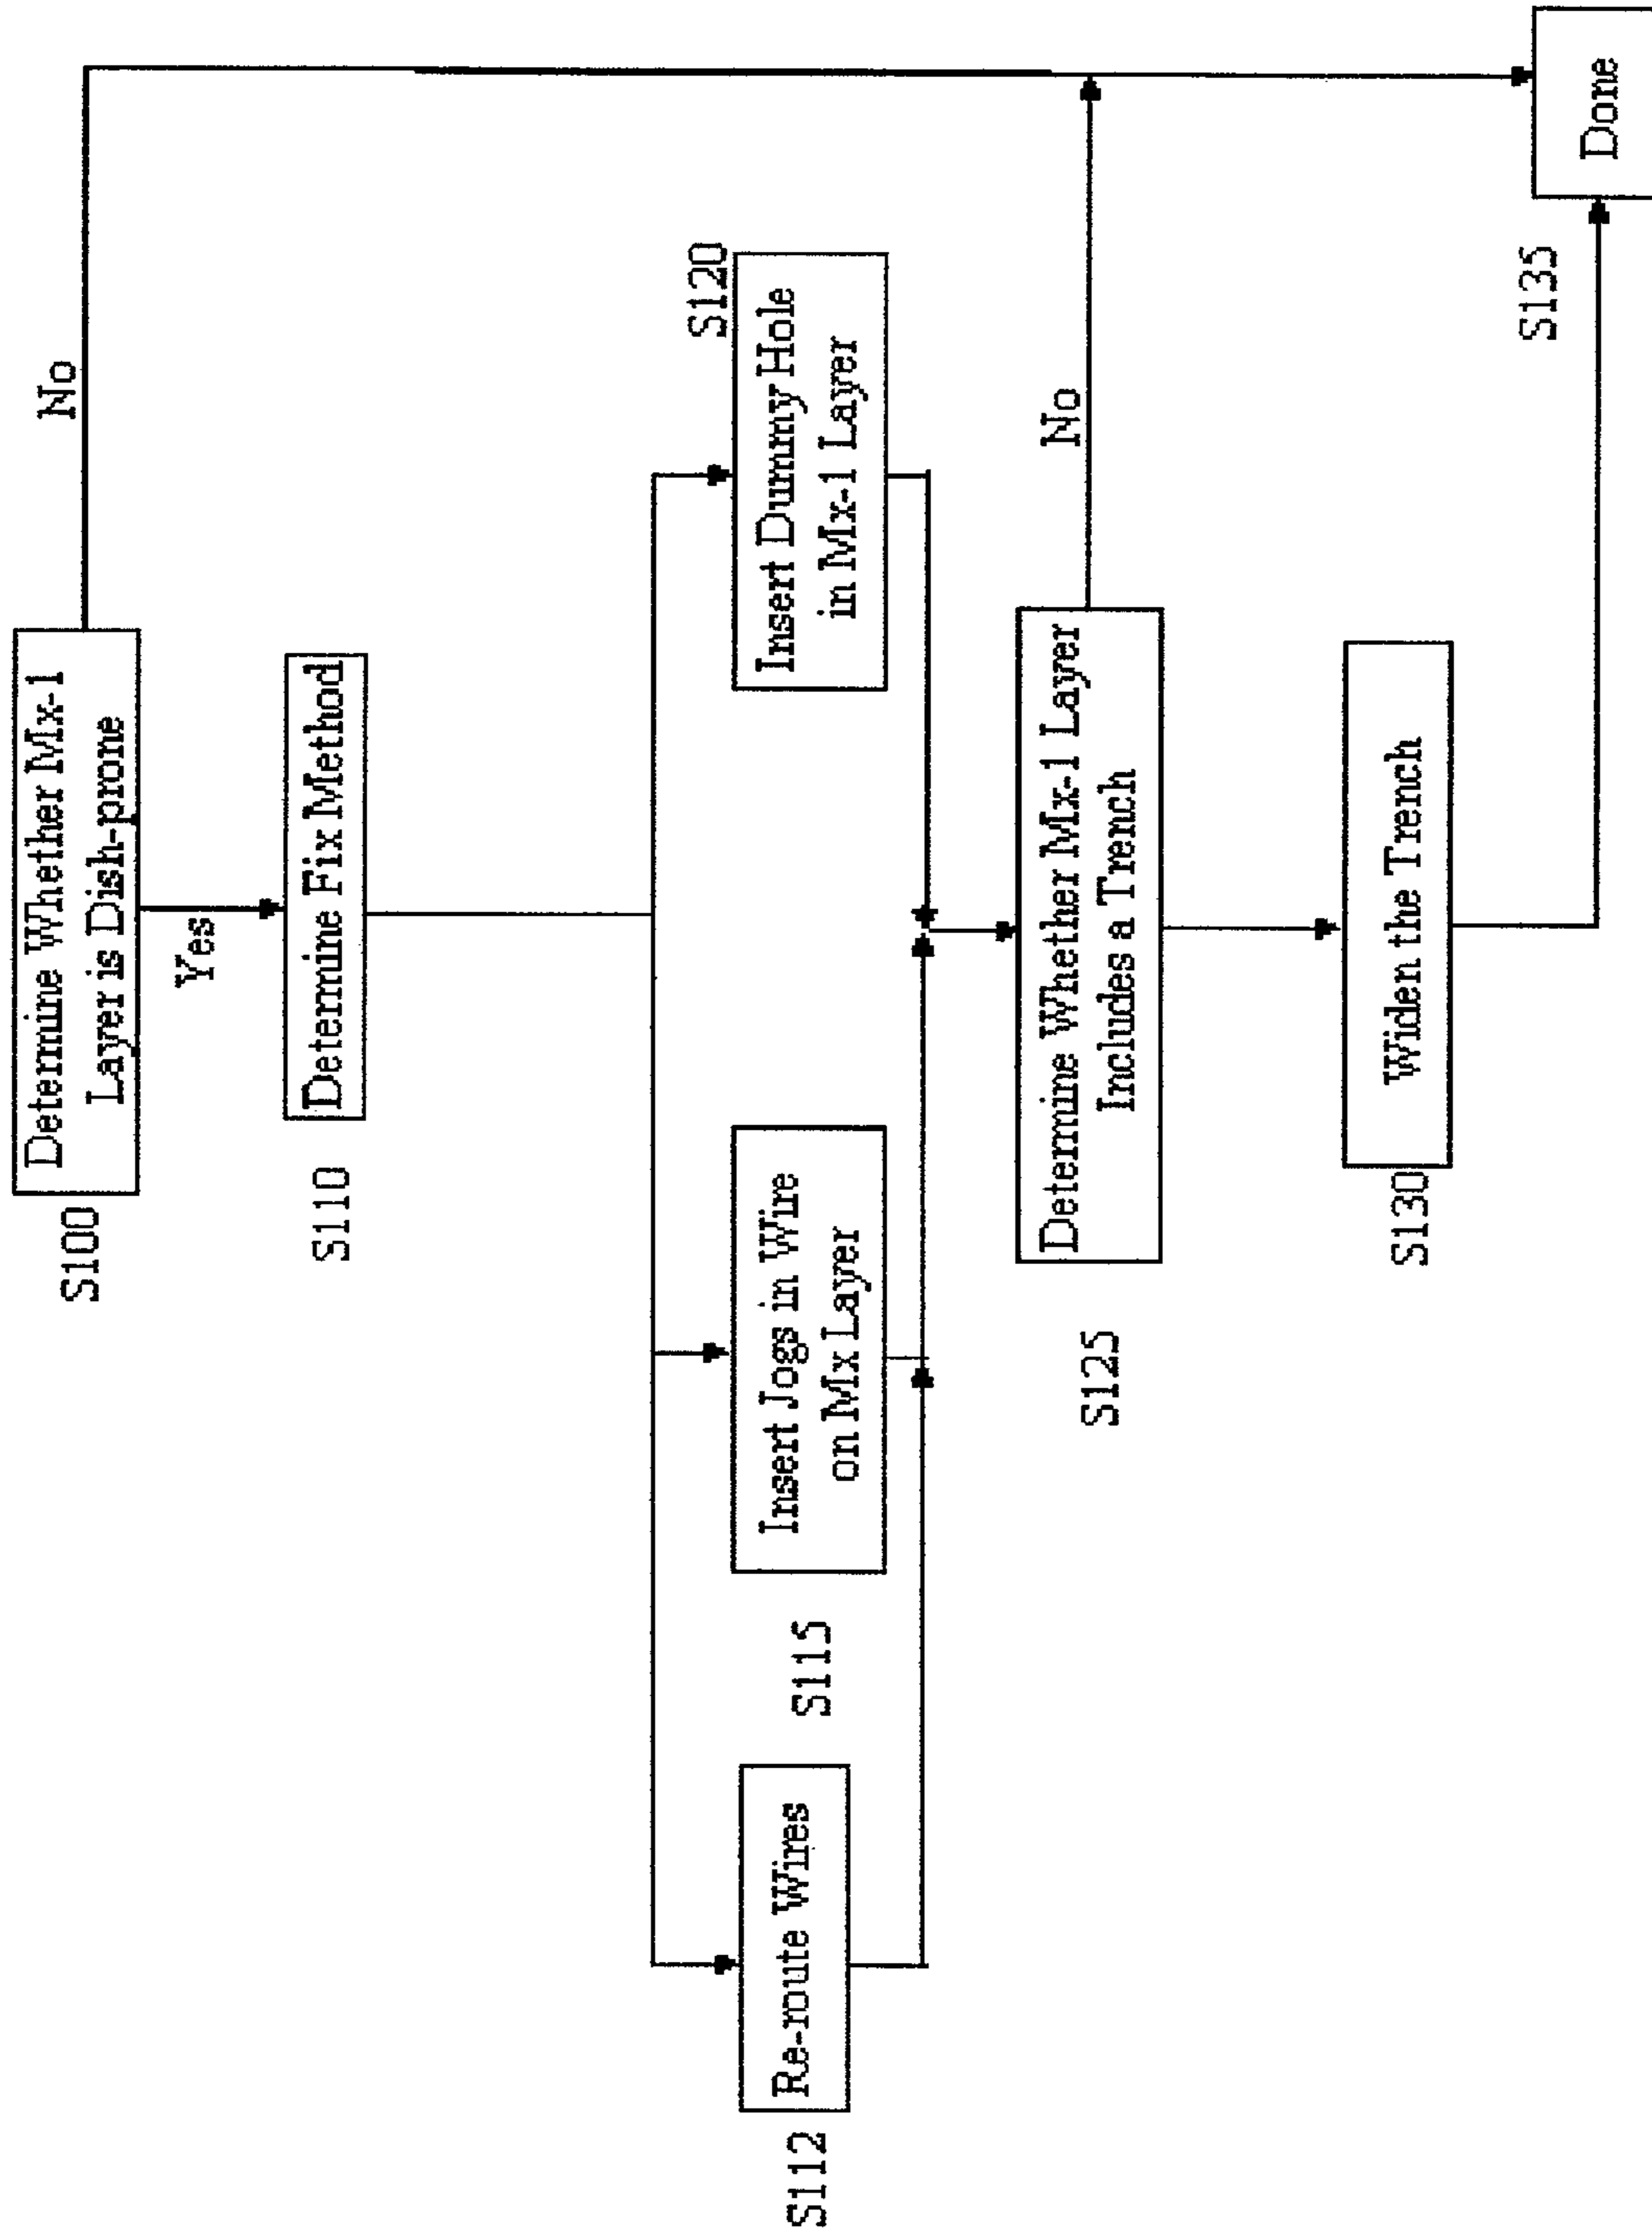 Determine Whether Mx-1
Layer is Dish-prone
S100
No
Yes
Determine Fix Method
S110
Re-route Wires
S112
Insert Jogs in Wire
on Mx Layer
S115
Insert Dummy Hole
in Mx-1 Layer
S120
Determine Whether Mx-1 Layer
Includes a Trench
S125
No
Widen the Trench
S130
Done
S135